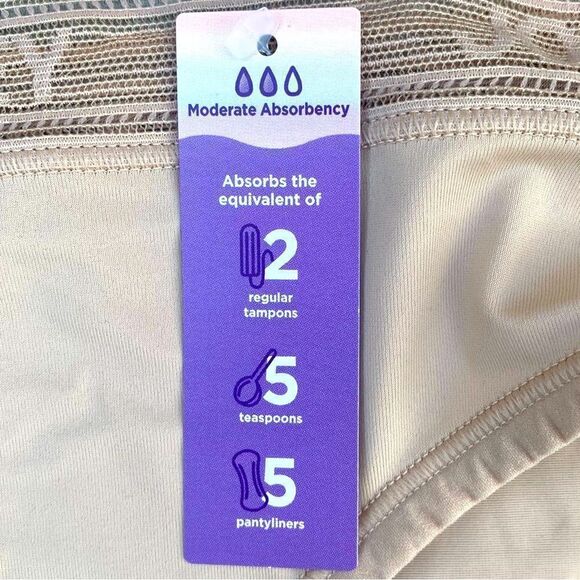 Moderate Absorbency
Absorbs the
equivalent of
2
regular
tampons
5
teaspoons
5
pantyliners